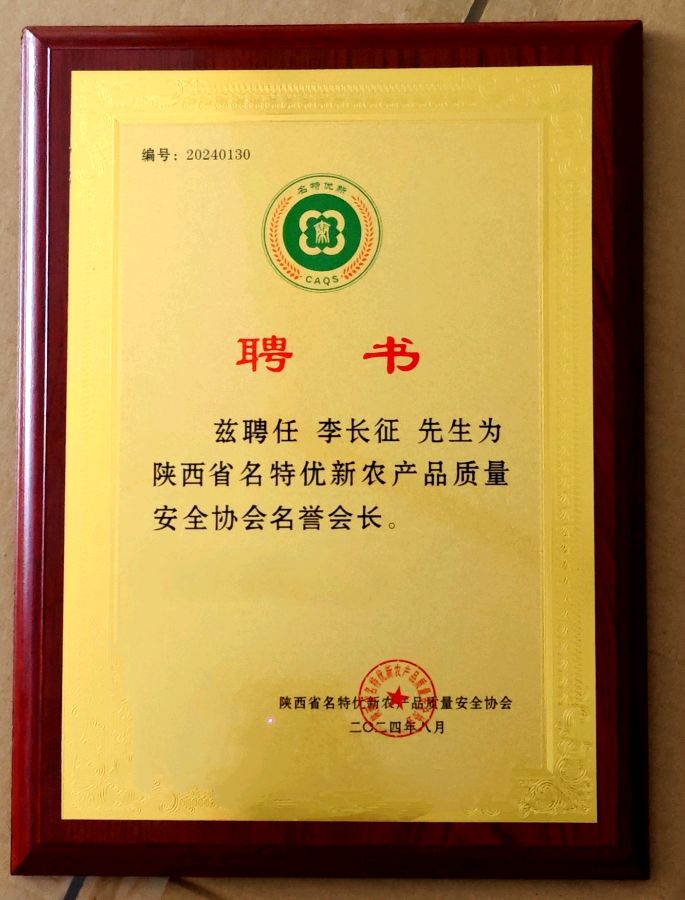 编号：20240130
名特优新
CAQS
聘 书
兹聘任 李长征 先生为
陕西省名特优新农产品质量
安全协会名誉会长。
陕西省名特优新农产品质量安全协会
二〇二四年八月